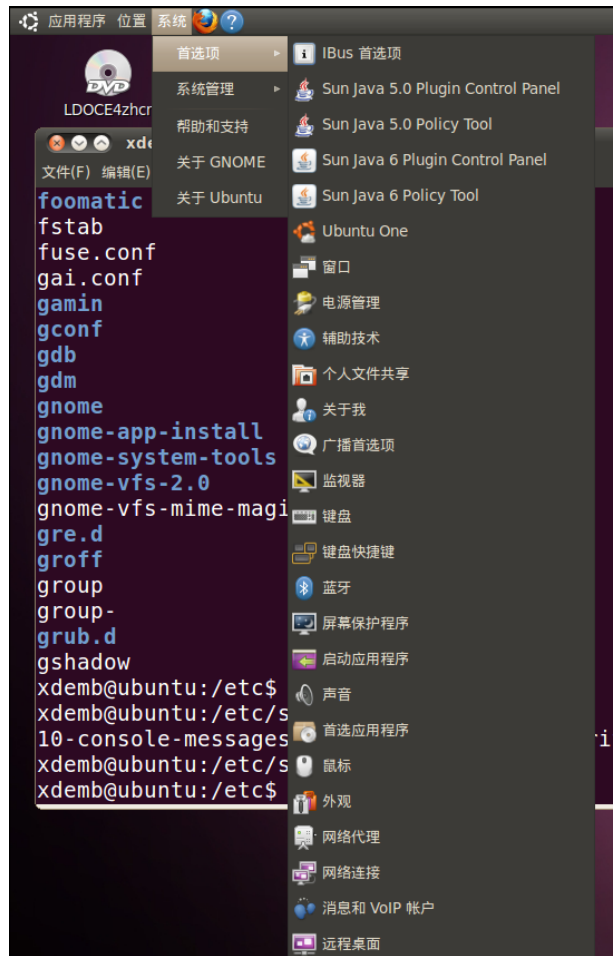 应用程序 位置 系统
首选项
系统管理
帮助和支持
关于 GNOME
关于 Ubuntu
IBus 首选项
Sun Java 5.0 Plugin Control Panel
Sun Java 5.0 Policy Tool
Sun Java 6 Plugin Control Panel
Sun Java 6 Policy Tool
Ubuntu One
窗口
电源管理
辅助技术
个人文件共享
关于我
广播首选项
监视器
键盘
键盘快捷键
蓝牙
屏幕保护程序
启动应用程序
声音
首选应用程序
鼠标
外观
网络代理
网络连接
消息和 VoIP 帐户
远程桌面
DVD
LDOCE4zhcn
xde
文件(F) 编辑(E)
foomatic
fstab
fuse.conf
gai.conf
gamin
gconf
gdb
gdm
gnome
gnome-app-install
gnome-system-tools
gnome-vfs-2.0
gnome-vfs-mime-magi
gre.d
groff
group
group-
grub.d
gshadow
xdemb@ubuntu:/etc$
xdemb@ubuntu:/etc/s
10-console-messages ri
xdemb@ubuntu:/etc/s
xdemb@ubuntu:/etc$